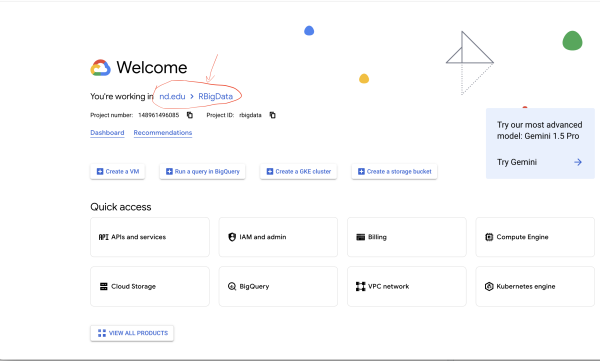 Welcome
You're working in nd.edu > RBigData
Project number: 148961496085 Project ID: rbigdata
Dashboard Recommendations
Try our most advanced
model: Gemini 1.5 Pro
Try Gemini
Create a VM Run a query in BigQuery Create a GKE cluster Create a storage bucket
Quick access
API APIs and services IAM and admin Billing Compute Engine
Cloud Storage BigQuery VPC network Kubernetes engine
VIEW ALL PRODUCTS